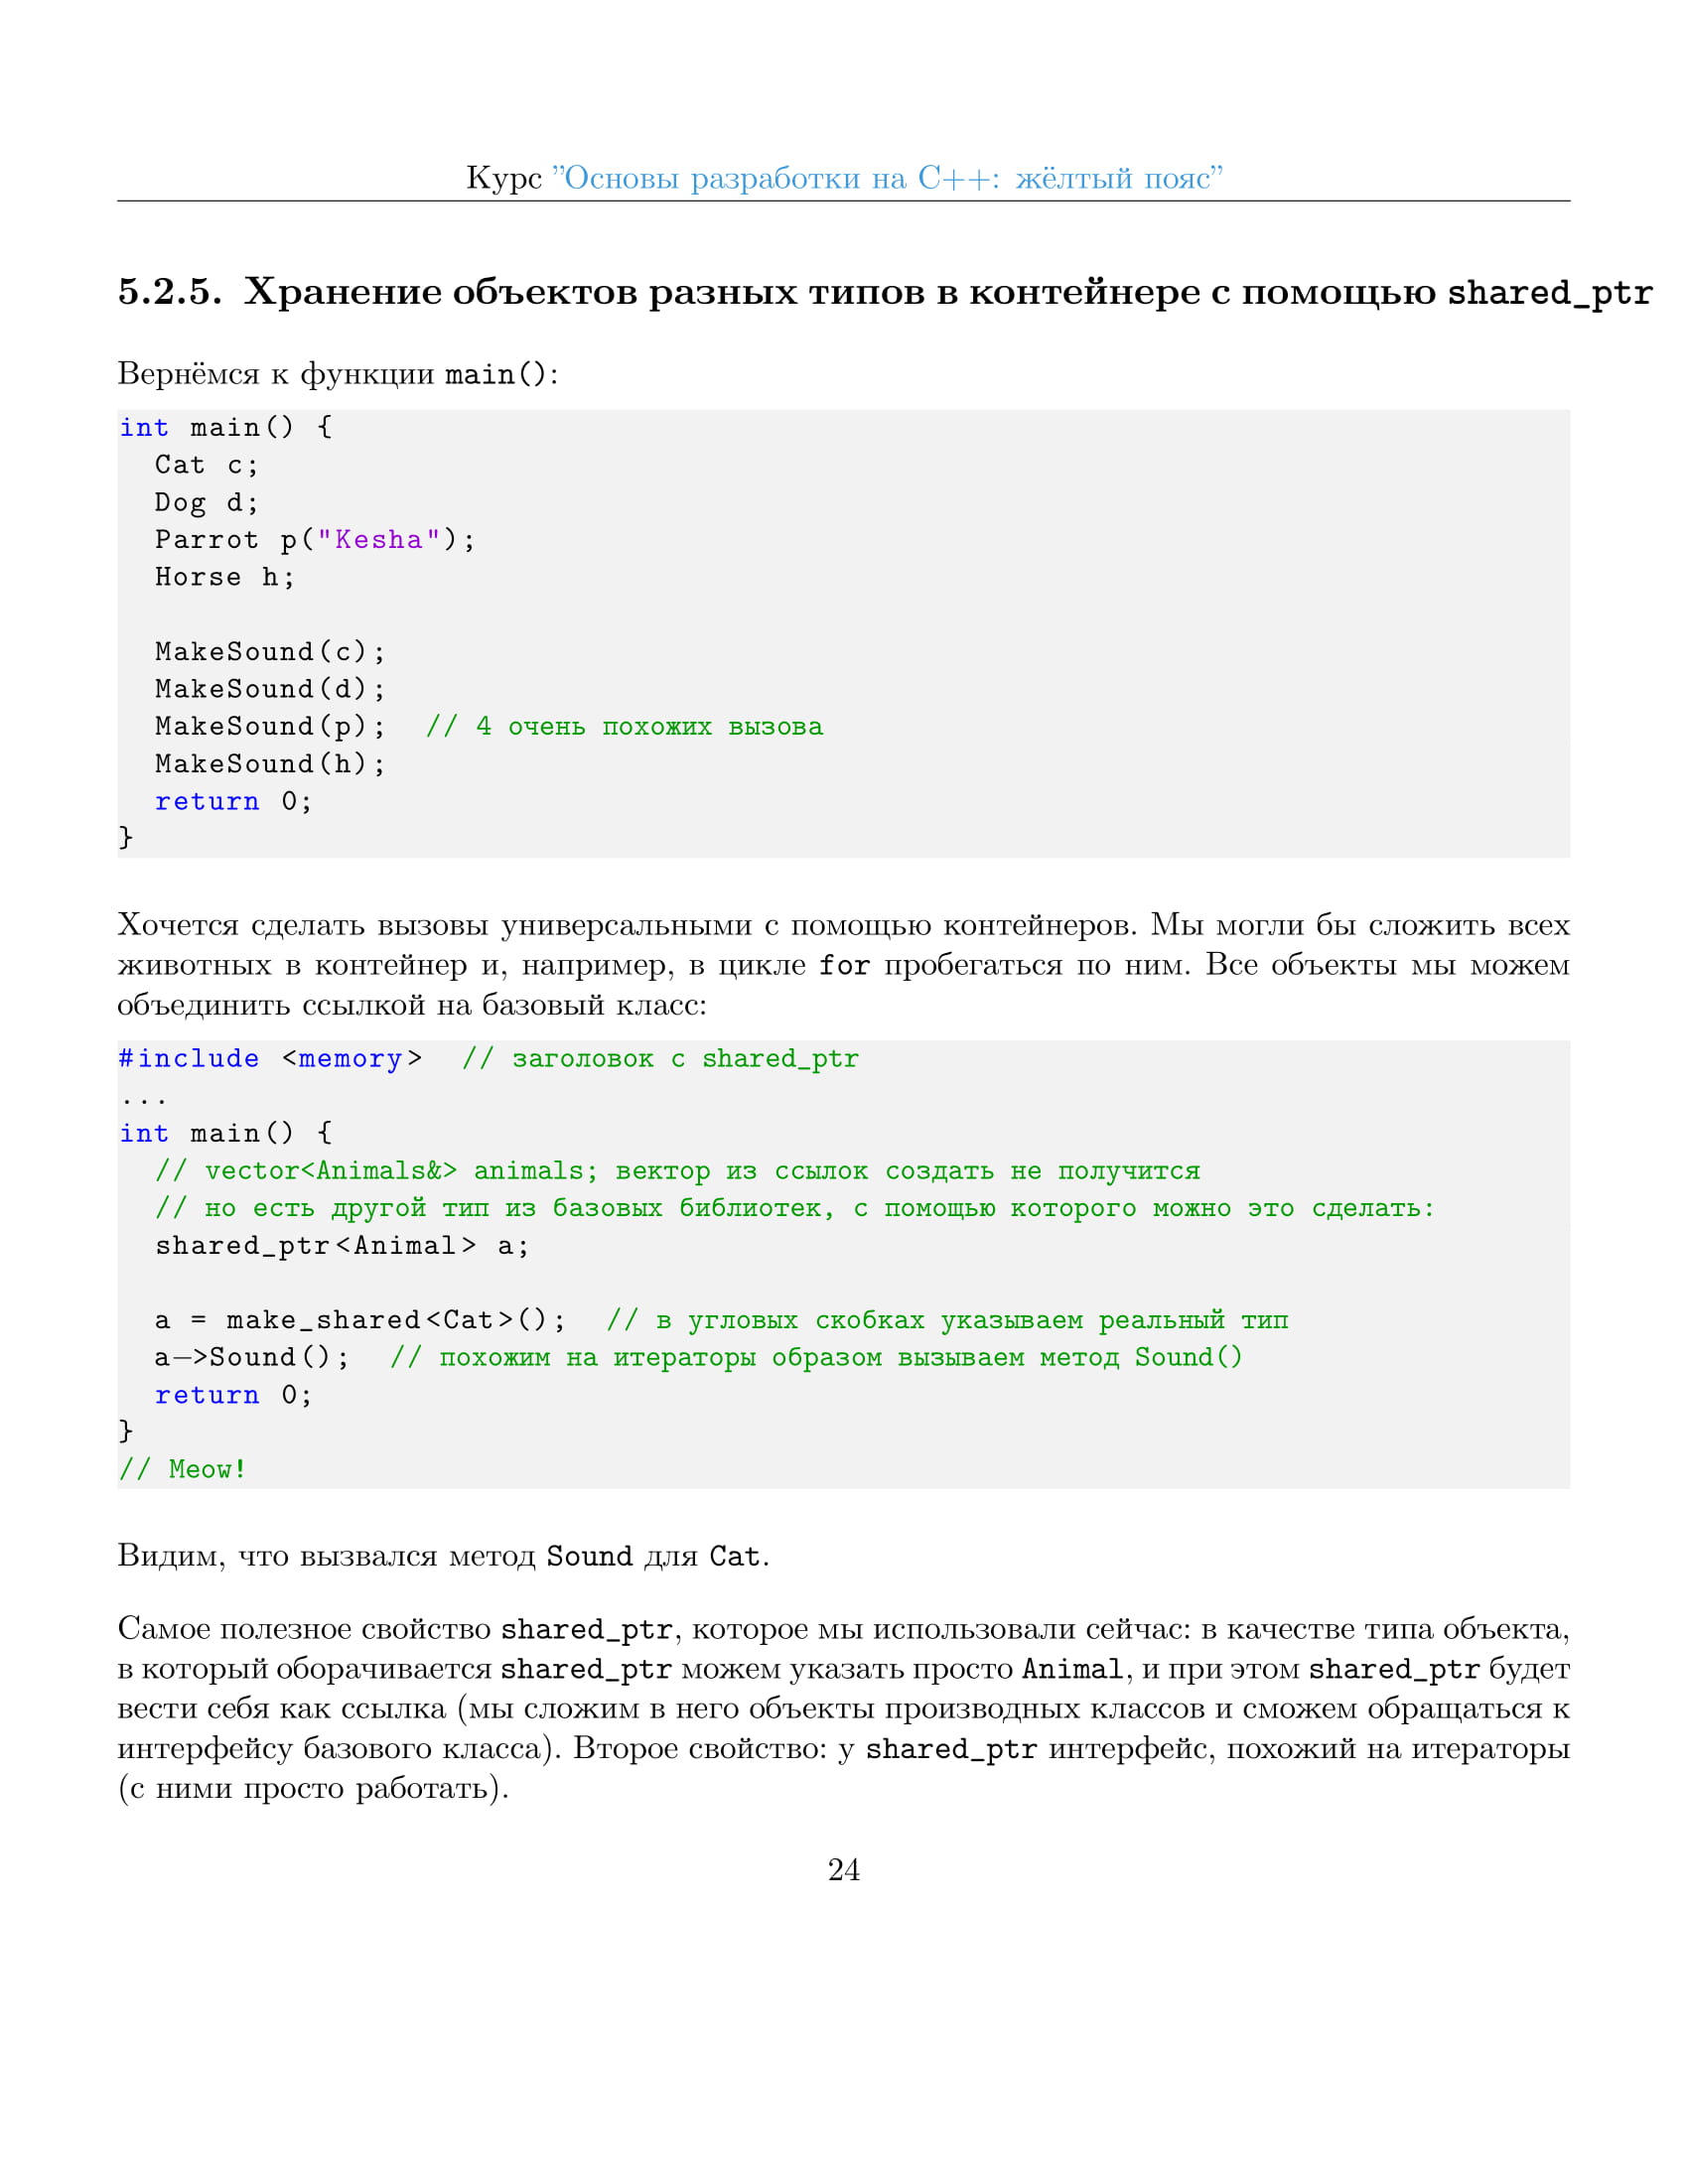 Курс ”Основы разработки на C++: жёлтый пояс”
5.2.5. Хранение объектов разных типов в контейнере с помощью shared_ptr
Вернёмся к функции main():
int main() {
  Cat c;
  Dog d;
  Parrot p("Kesha");
  Horse h;
  MakeSound(c);
  MakeSound(d);
  MakeSound(p);  // 4 очень похожих вызова
  MakeSound(h);
  return 0;
}
Хочется сделать вызовы универсальными с помощью контейнеров. Мы могли бы сложить всех
животных в контейнер и, например, в цикле for пробегаться по ним. Все объекты мы можем
объединить ссылкой на базовый класс:
#include <memory>  // заголовок с shared_ptr
...
int main() {
  // vector<Animals&> animals; вектор из ссылок создать не получится
  // но есть другой тип из базовых библиотек, с помощью которого можно это сделать:
  shared_ptr<Animal> a;
  a = make_shared<Cat>();  // в угловых скобках указываем реальный тип
  a->Sound();  // похожим на итераторы образом вызываем метод Sound()
  return 0;
}
// Meow!
Видим, что вызвался метод Sound для Cat.
Самое полезное свойство shared_ptr, которое мы использовали сейчас: в качестве типа объекта,
в который оборачивается shared_ptr можем указать просто Animal, и при этом shared_ptr будет
вести себя как ссылка (мы сложим в него объекты производных классов и сможем обращаться к
интерфейсу базового класса). Второе свойство: у shared_ptr интерфейс, похожий на итераторы
(с ними просто работать).
24